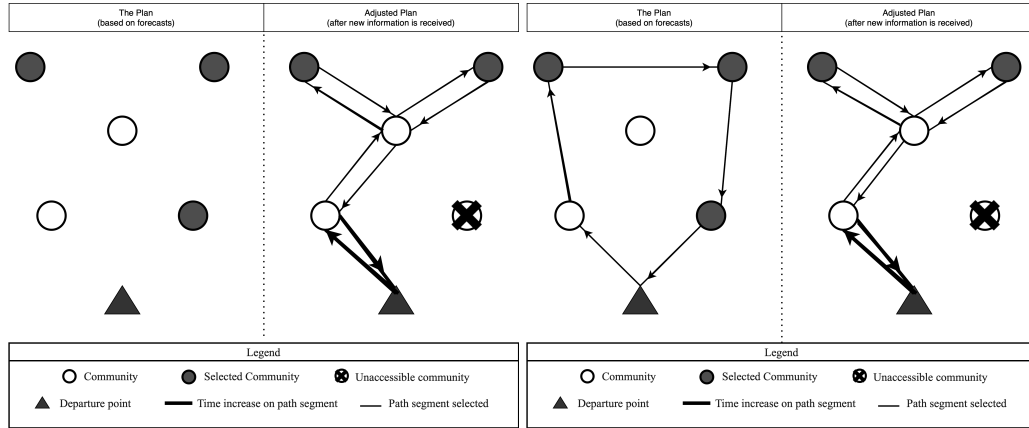 The Plan
(based on forecasts)
Adjusted Plan
(after new information is received)
The Plan
(based on forecasts)
Adjusted Plan
(after new information is received)
Legend
Community
Selected Community
Unaccessible community
Departure point
Time increase on path segment
Path segment selected
Legend
Community
Selected Community
Unaccessible community
Departure point
Time increase on path segment
Path segment selected